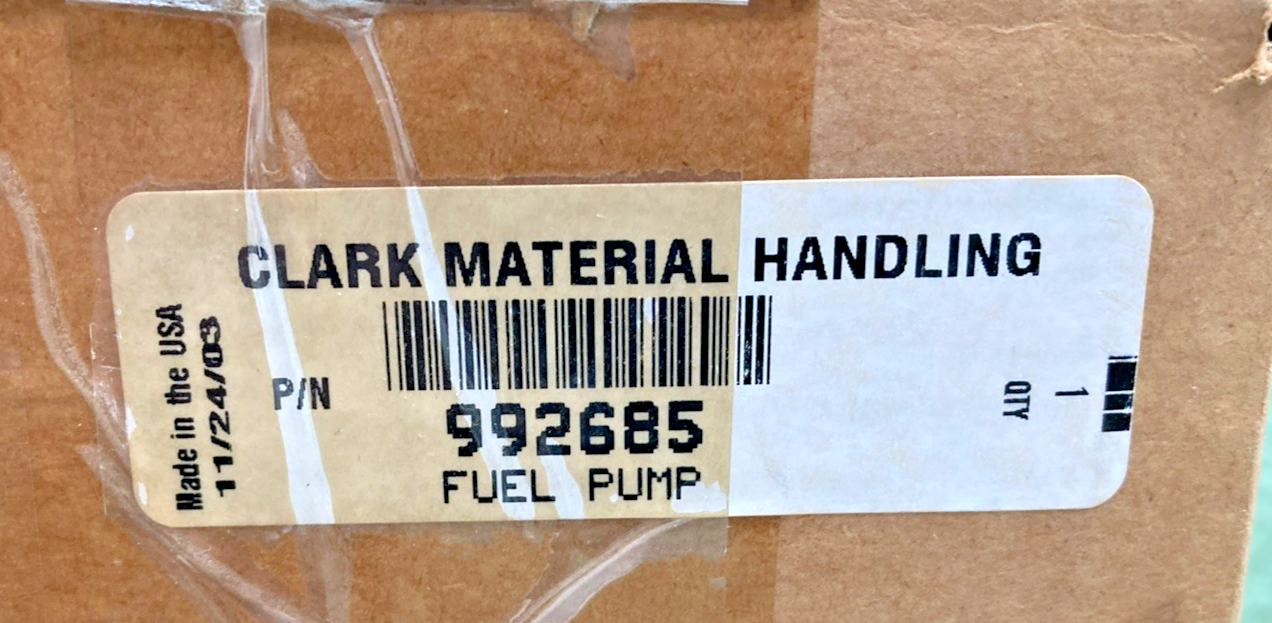 CLARK MATERIAL HANDLING
Made in the USA
11/24/03
P/N
992685
FUEL PUMP
QTY
1